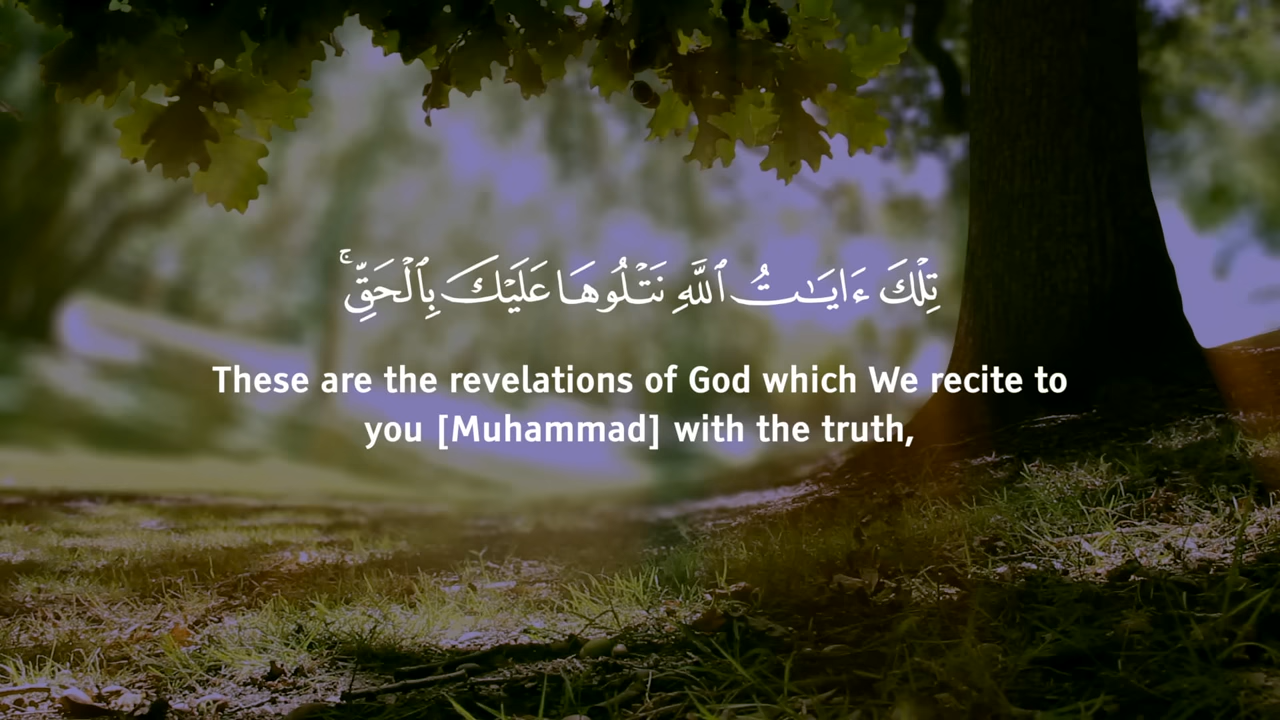 تِلْكَ ءَايَـٰتُ ٱللَّهِ نَتْلُوهَا عَلَيْكَ بِٱلْحَقِّ ۚ
These are the revelations of God which We recite to
you [Muhammad] with the truth,